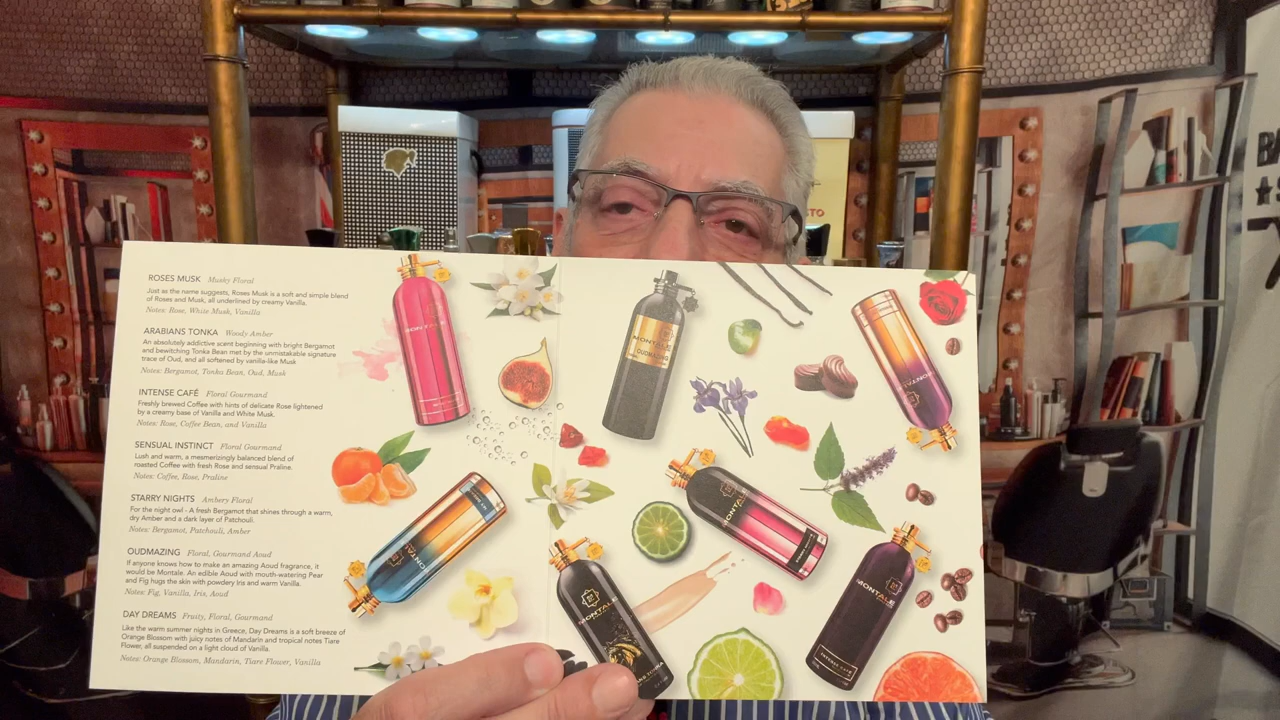 ROSES MUSK Musky Floral
Just as the name suggests, Roses Musk is a soft and simple blend
of Roses and Musk, all underlined by creamy Vanilla.
Notes: Rose, White Musk, Vanilla
ARABIANS TONKA Woody Amber
An absolutely addictive scent beginning with bright Bergamot
and bewitching Tonka Bean met by the unmistakable signature
trace of Oud, and all softened by vanilla-like Musk
Notes: Bergamot, Tonka Bean, Oud, Musk
INTENSE CAFÉ Floral Gourmand
Freshly brewed Coffee with hints of delicate Rose lightened
by a creamy base of Vanilla and White Musk.
Notes: Coffee, Rose, and Vanilla
SENSUAL INSTINCT Floral Gourmand
Lush and warm, a mesmerizingly balanced blend of
roasted Coffee with fresh Rose and sensual Praline.
Notes: Coffee, Rose, Praline
STARRY NIGHTS Ambery Floral
For the night owl - A fresh Bergamot that shines through a warm,
dry Amber and a dark layer of Patchouli.
Notes: Bergamot, Patchouli, Amber
OUDMAZING Floral, Gourmand Aoud
If anyone knows how to make an amazing Aoud fragrance, it
would be Montale. An edible Aoud with mouth-watering Pear
and Fig hugs the skin with powdery Iris and warm Vanilla.
Notes: Fig, Vanilla, Iris, Aoud
DAY DREAMS Fruity, Floral, Gourmand
Like the warm summer nights in Greece, Day Dreams is a soft breeze of
Orange Blossom with juicy notes of Mandarin and tropical notes Tiare
Flower, all suspended on a light cloud of Vanilla.
Notes: Orange Blossom, Mandarin, Tiare Flower, Vanilla
MONTALE
MONTALE
OUDMAZING
MONTALE
MONTALE
MONTALE
MONTALE
MONTALE
INTENSE CAFÉ